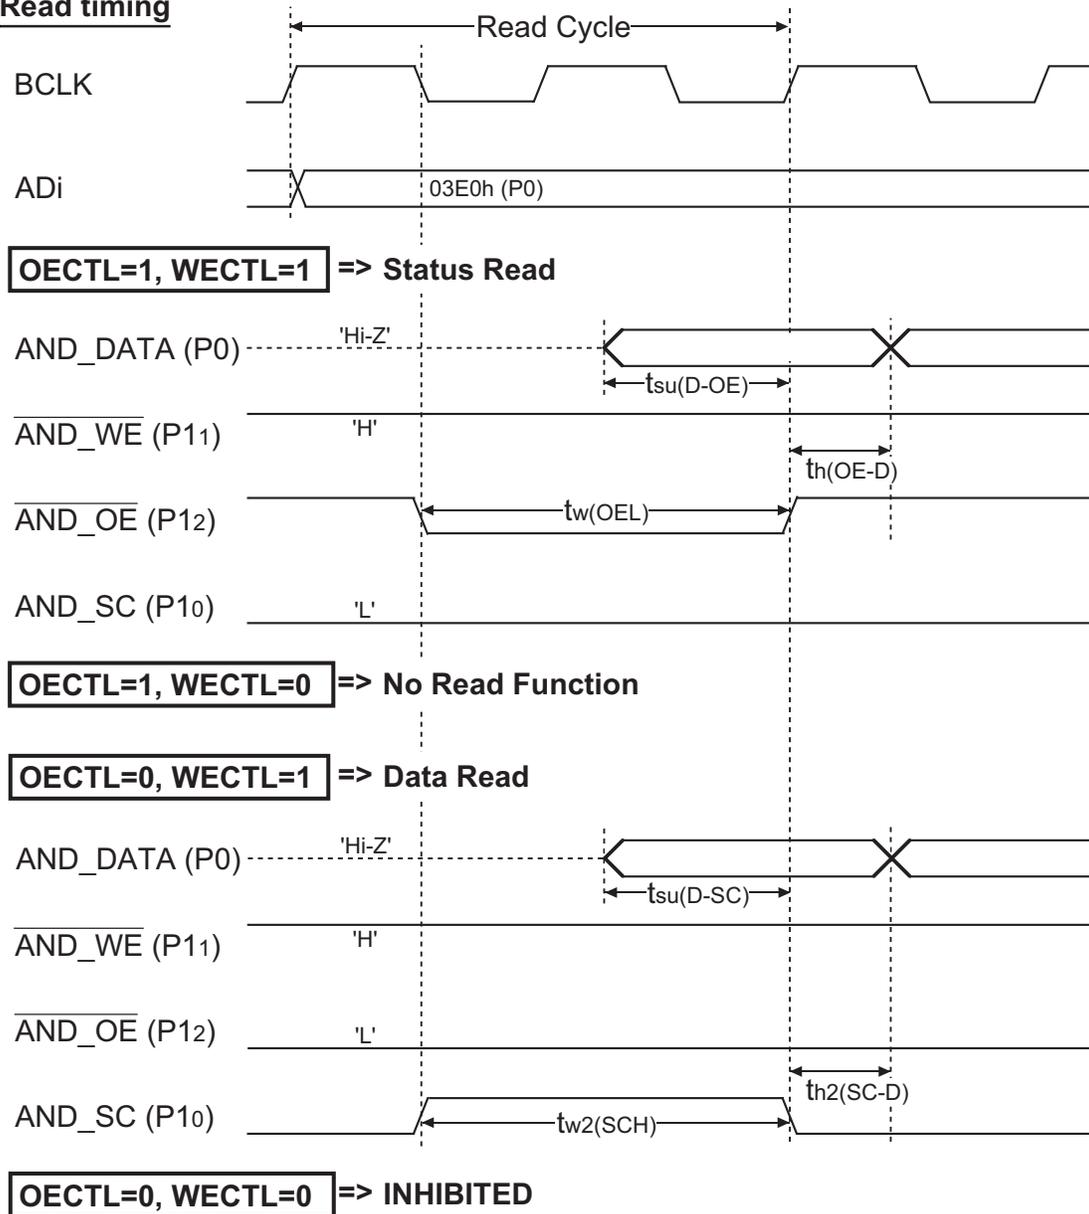 Read timing
Read Cycle
BCLK
ADi
03E0h (P0)
OECTL=1, WECTL=1 => Status Read
AND_DATA (P0)
'Hi-Z'
tsu(D-OE)
AND_WE (P11)
'H'
th(OE-D)
AND_OE (P12)
tw(OEL)
AND_SC (P10)
'L'
OECTL=1, WECTL=0 => No Read Function
OECTL=0, WECTL=1 => Data Read
AND_DATA (P0)
'Hi-Z'
tsu(D-SC)
AND_WE (P11)
'H'
AND_OE (P12)
'L'
th2(SC-D)
AND_SC (P10)
tw2(SCH)
OECTL=0, WECTL=0 => INHIBITED